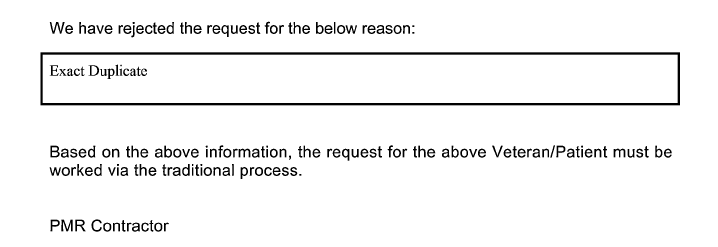 We have rejected the request for the below reason:
Exact Duplicate
Based on the above information, the request for the above Veteran/Patient must be
worked via the traditional process.
PMR Contractor